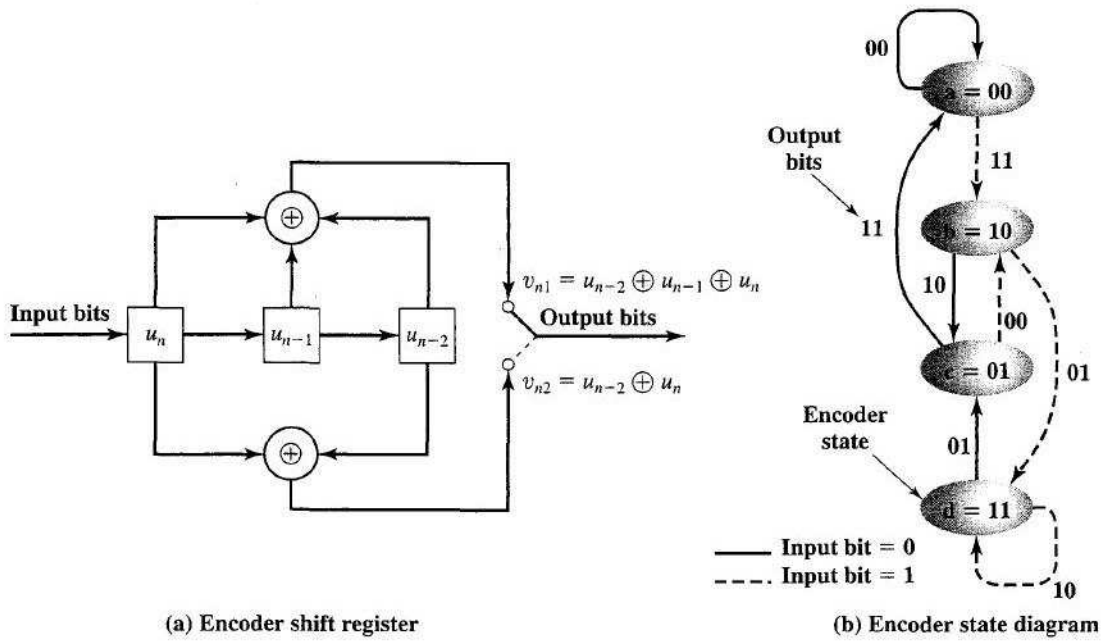 Input bits
u_n
u_{n-1}
u_{n-2}
⊕
⊕
v_{n1} = u_{n-2} ⊕ u_{n-1} ⊕ u_n
Output bits
v_{n2} = u_{n-2} ⊕ u_n
(a) Encoder shift register
00
a = 00
Output
bits
11
11
b = 10
10
00
01
c = 01
Encoder
state
01
d = 11
10
Input bit = 0
Input bit = 1
(b) Encoder state diagram